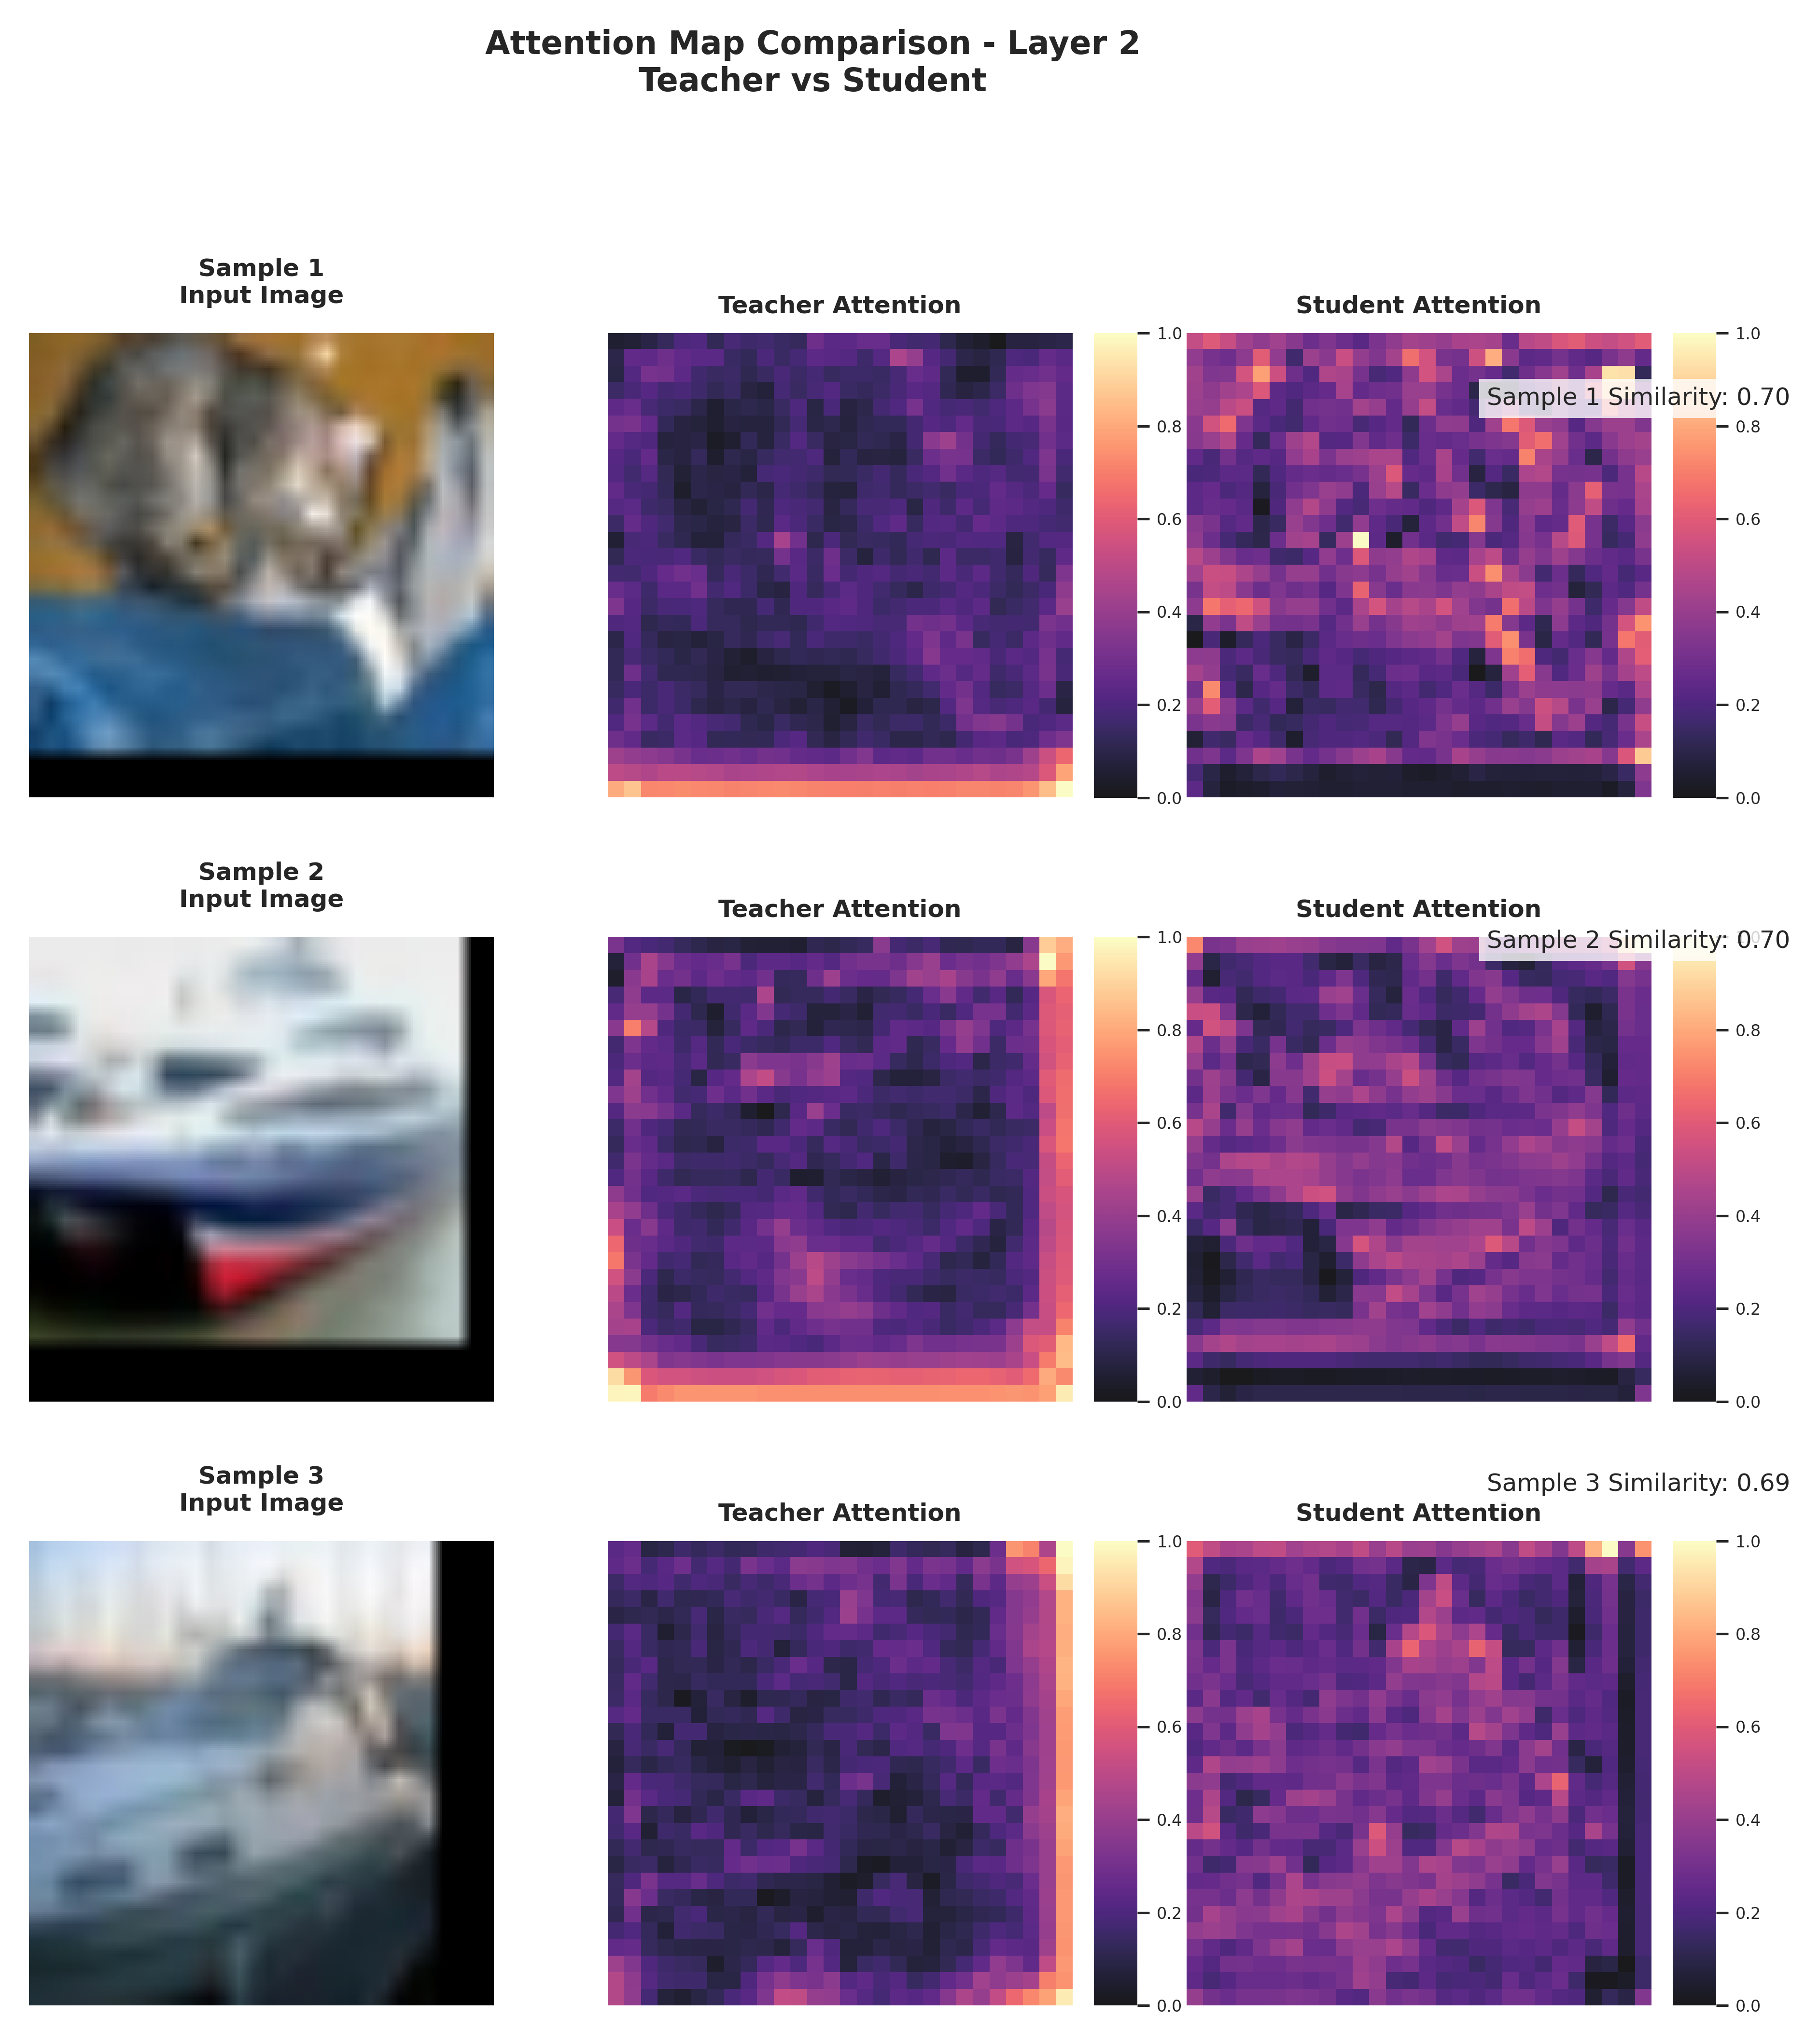 Attention Map Comparison - Layer 2
Teacher vs Student
Sample 1
Input Image
Teacher Attention
Student Attention
1.0
0.8
0.6
0.4
0.2
0.0
1.0
Sample 1 Similarity: 0.70
0.8
0.6
0.4
0.2
0.0
Sample 2
Input Image
Teacher Attention
Student Attention
1.0
0.8
0.6
0.4
0.2
0.0
Sample 2 Similarity: 0.70
0.8
0.6
0.4
0.2
0.0
Sample 3 Similarity: 0.69
Sample 3
Input Image
Teacher Attention
Student Attention
1.0
0.8
0.6
0.4
0.2
0.0
1.0
0.8
0.6
0.4
0.2
0.0